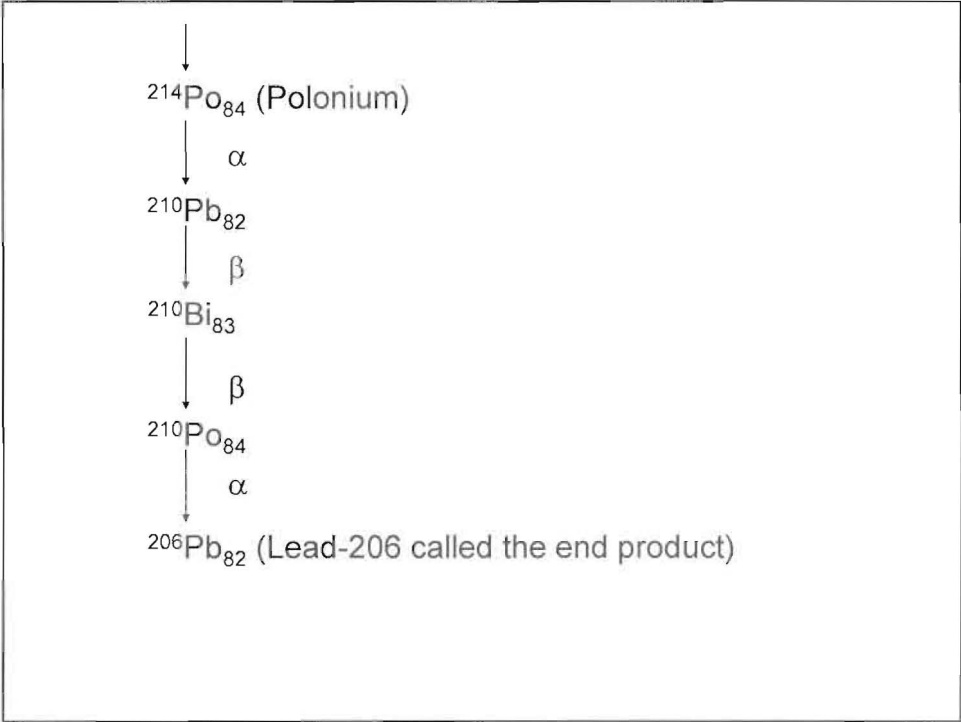 ²¹⁴Po₈₄ (Polonium)
α
²¹⁰Pb₈₂
β
²¹⁰Bi₈₃
β
²¹⁰Po₈₄
α
²⁰⁶Pb₈₂ (Lead-206 called the end product)